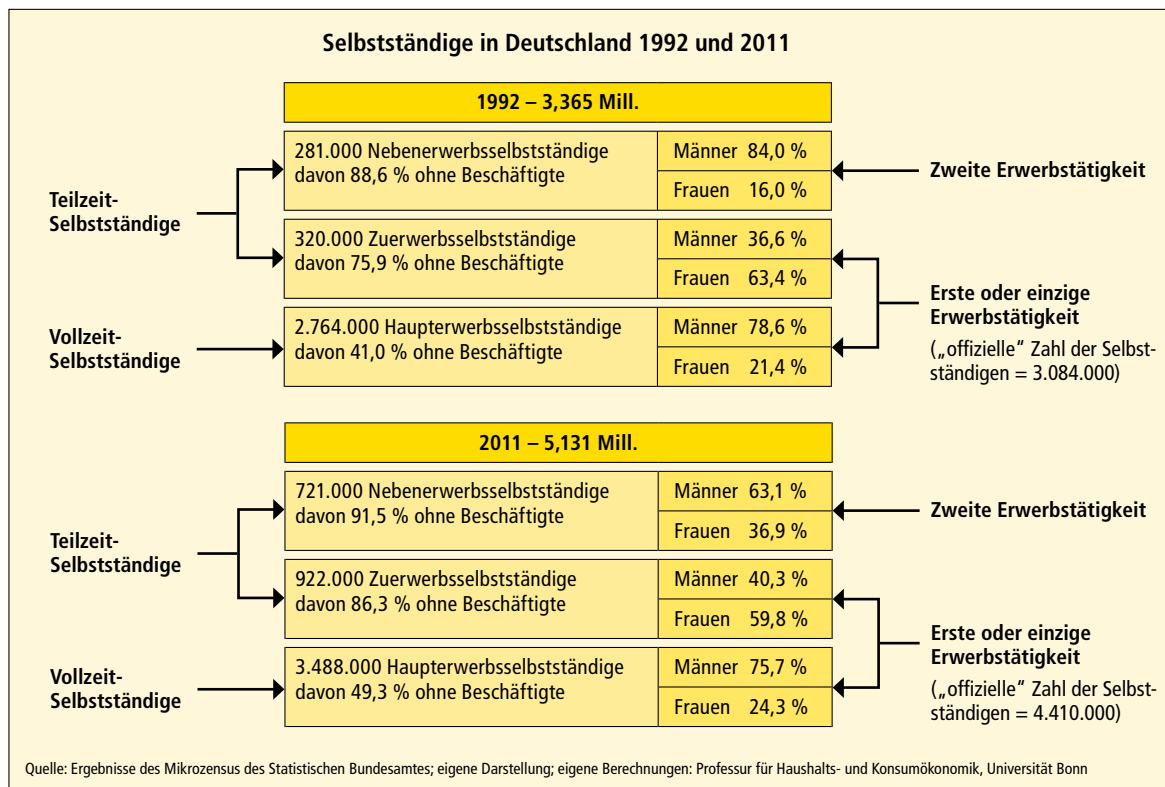 Selbstständige in Deutschland 1992 und 2011
1992 – 3,365 Mill.
Teilzeit-
Selbstständige
281.000 Nebenerwerbsselbstständige
davon 88,6 % ohne Beschäftigte
Männer 84,0 %
Frauen 16,0 %
Zweite Erwerbstätigkeit
320.000 Zuerwerbsselbstständige
davon 75,9 % ohne Beschäftigte
Männer 36,6 %
Frauen 63,4 %
Vollzeit-
Selbstständige
2.764.000 Haupterwerbsselbstständige
davon 41,0 % ohne Beschäftigte
Männer 78,6 %
Frauen 21,4 %
Erste oder einzige
Erwerbstätigkeit
(„offizielle“ Zahl der Selbst-
ständigen = 3.084.000)
2011 – 5,131 Mill.
Teilzeit-
Selbstständige
721.000 Nebenerwerbsselbstständige
davon 91,5 % ohne Beschäftigte
Männer 63,1 %
Frauen 36,9 %
Zweite Erwerbstätigkeit
922.000 Zuerwerbsselbstständige
davon 86,3 % ohne Beschäftigte
Männer 40,3 %
Frauen 59,8 %
Vollzeit-
Selbstständige
3.488.000 Haupterwerbsselbstständige
davon 49,3 % ohne Beschäftigte
Männer 75,7 %
Frauen 24,3 %
Erste oder einzige
Erwerbstätigkeit
(„offizielle“ Zahl der Selbst-
ständigen = 4.410.000)
Quelle: Ergebnisse des Mikrozensus des Statistischen Bundesamtes; eigene Darstellung; eigene Berechnungen: Professur für Haushalts- und Konsumökonomik, Universität Bonn